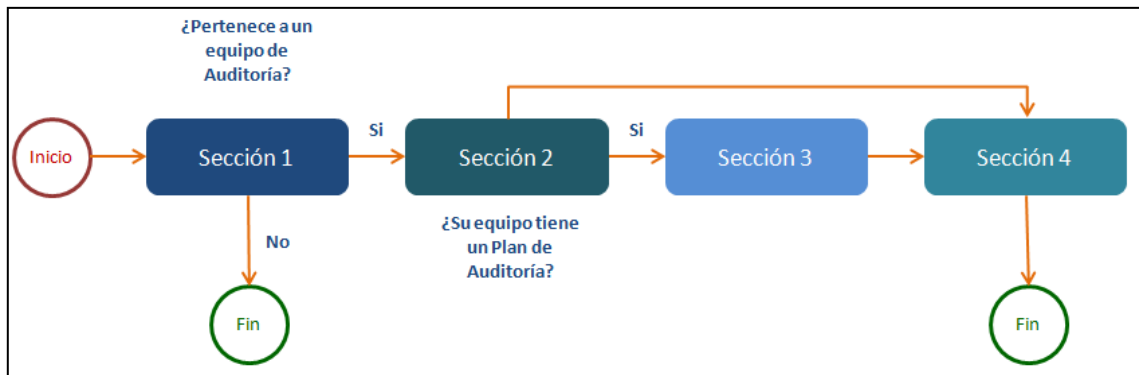 ¿Pertenece a un
equipo de
Auditoría?
Inicio
Sección 1
Si
Sección 2
Si
Sección 3
Sección 4
No
¿Su equipo tiene
un Plan de
Auditoría?
Fin
Fin